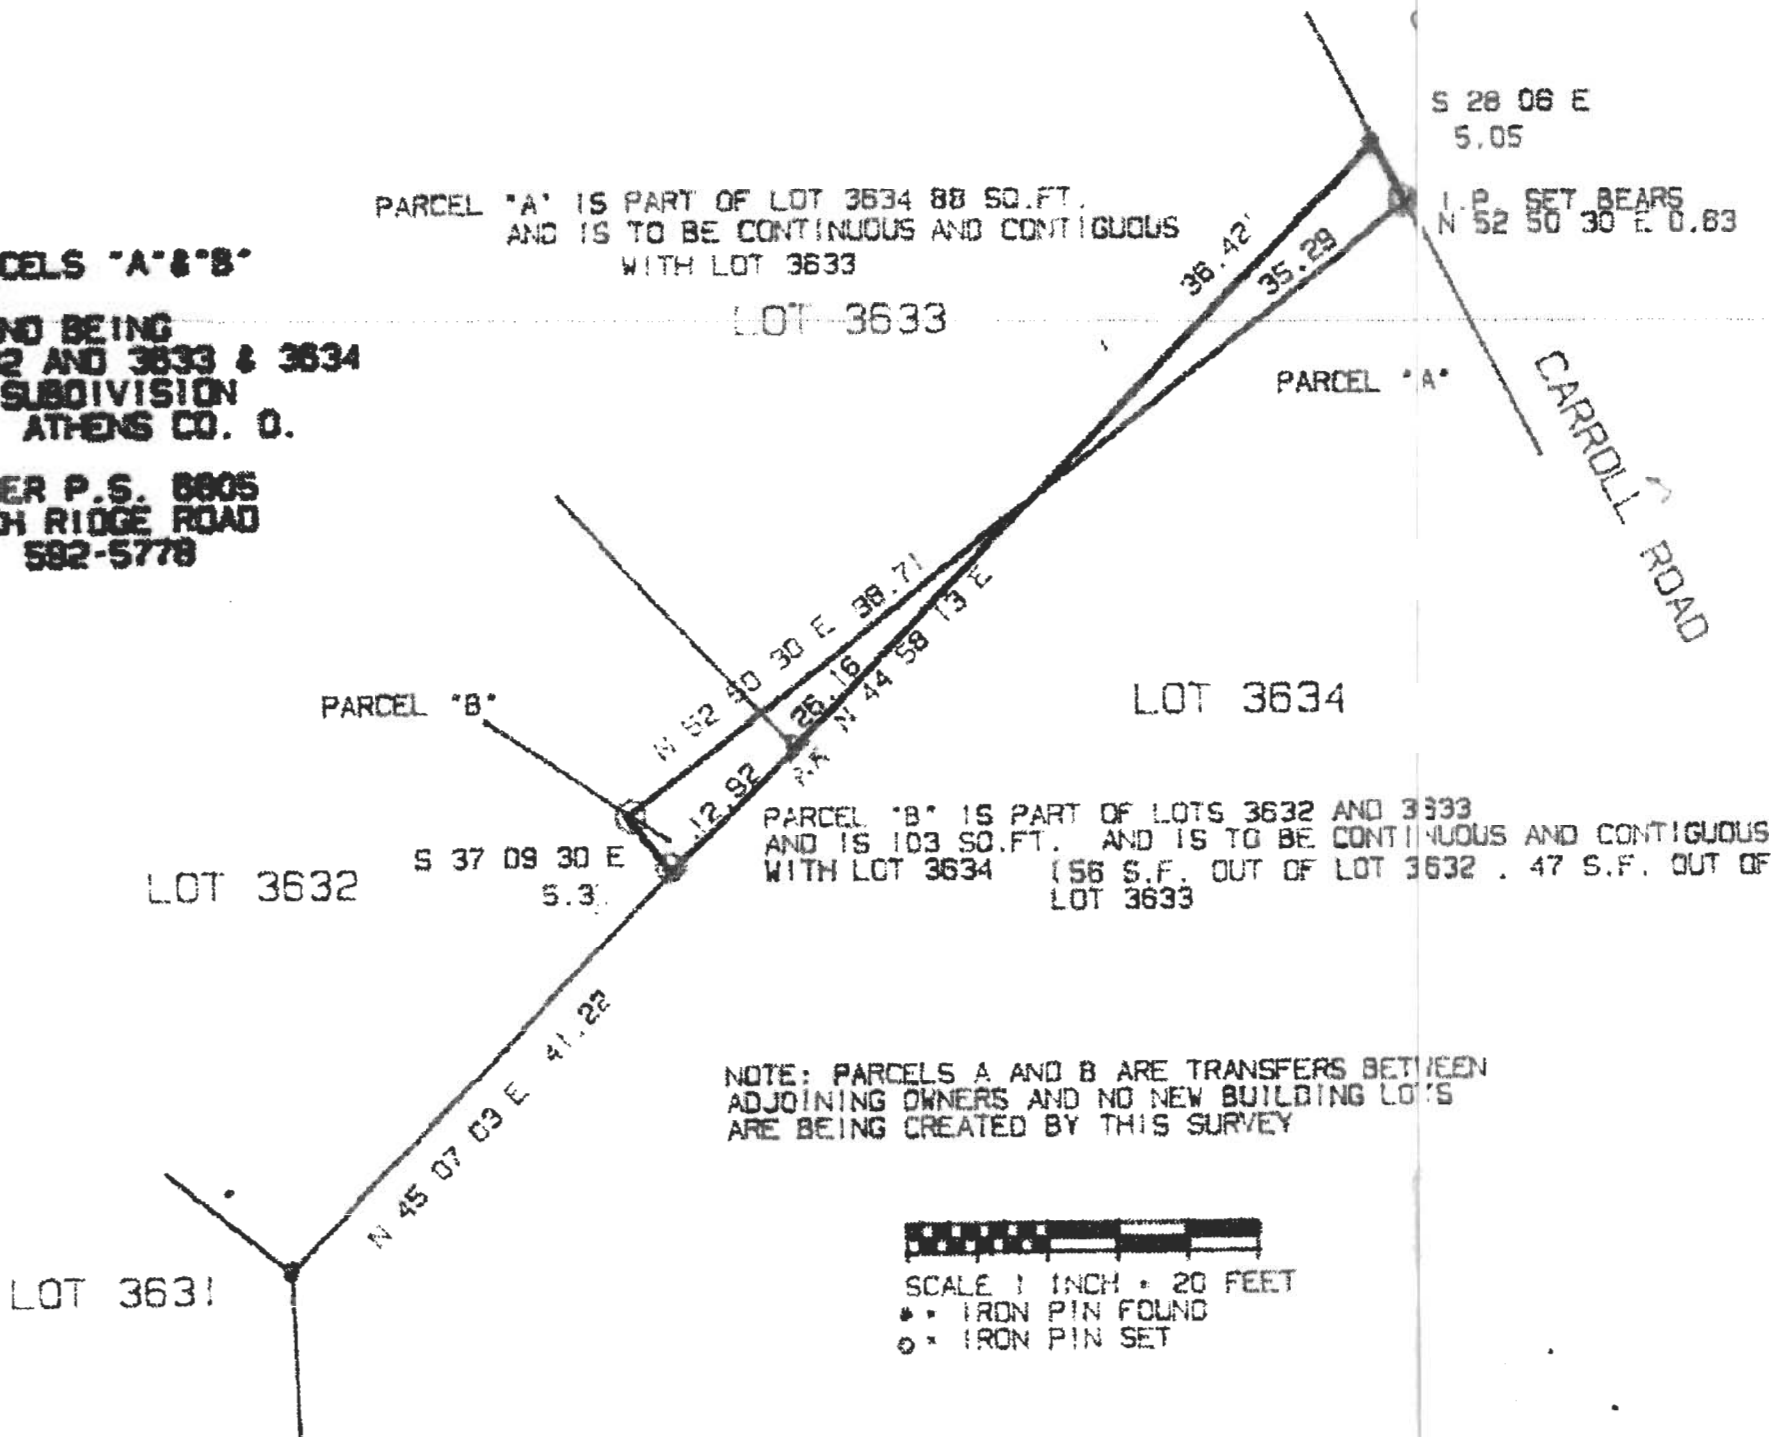 S 28 06 E
5.05
I.P. SET BEARS
N 52 50 30 E 0.63
PARCEL "A" IS PART OF LOT 3634 88 SQ.FT.
AND IS TO BE CONTINUOUS AND CONTIGUOUS
WITH LOT 3633
CELS "A"&"B"
ND BEING
2 AND 3633 & 3634
SUBDIVISION
ATHENS CO. O.
ER P.S. 6805
H RIDGE ROAD
592-5778
LOT 3633
36.42'
35.29
PARCEL "A"
CARROLL ROAD
N 52 50 30 E 38.71
26.16
N 44 58 13 E
P.K
12.92
PARCEL "B"
LOT 3634
PARCEL "B" IS PART OF LOTS 3632 AND 3633
AND IS 103 SQ.FT. AND IS TO BE CONTINUOUS AND CONTIGUOUS
WITH LOT 3634 (56 S.F. OUT OF LOT 3632 , 47 S.F. OUT OF
LOT 3633
S 37 09 30 E
5.3
LOT 3632
N 45 07 03 E 41.22
NOTE: PARCELS A AND B ARE TRANSFERS BETWEEN
ADJOINING OWNERS AND NO NEW BUILDING LOTS
ARE BEING CREATED BY THIS SURVEY
LOT 3631
SCALE 1 INCH = 20 FEET
= IRON PIN FOUND
= IRON PIN SET